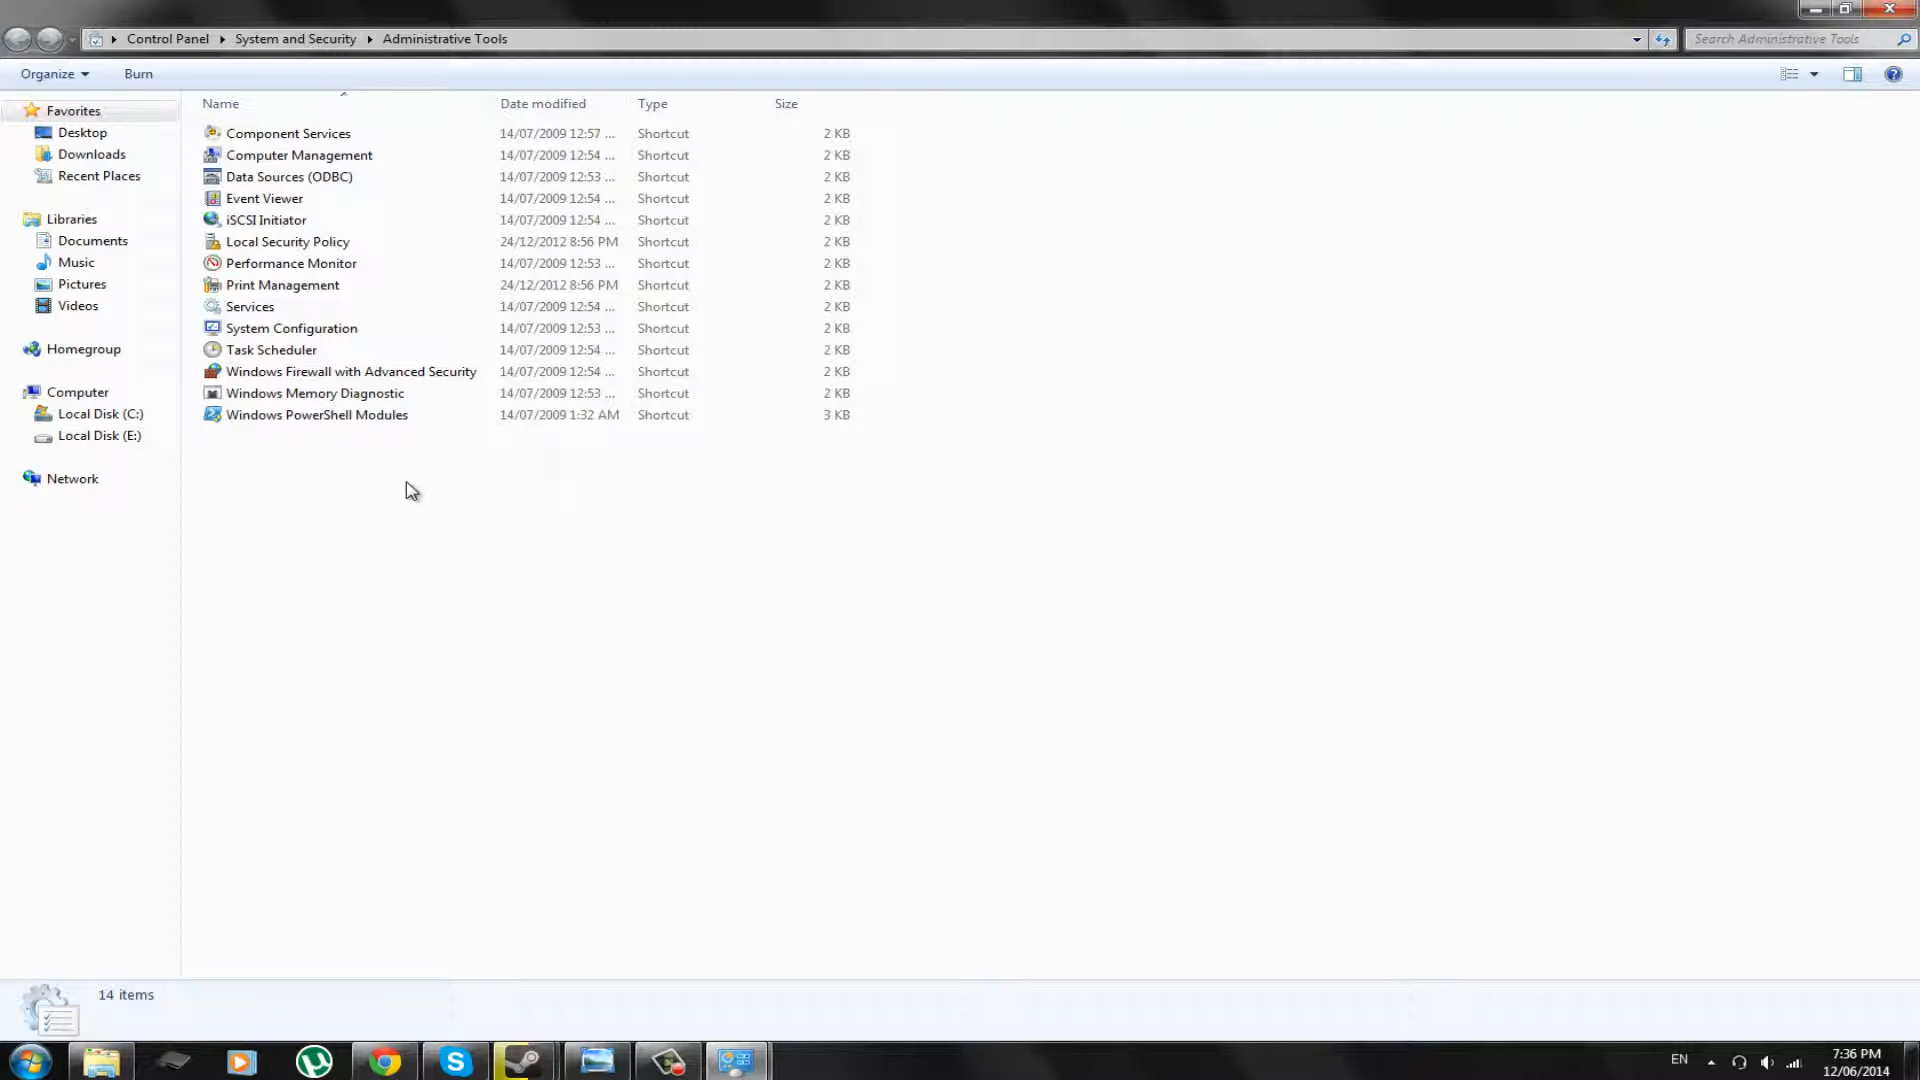 Control Panel System and Security Administrative Tools
Search Administrative Tools
Organize Burn
Name Date modified Type Size
Favorites
Desktop
Downloads
Recent Places
Libraries
Documents
Music
Pictures
Videos
Homegroup
Computer
Local Disk (C:)
Local Disk (E:)
Network
Component Services 14/07/2009 12:57 ... Shortcut 2 KB
Computer Management 14/07/2009 12:54 ... Shortcut 2 KB
Data Sources (ODBC) 14/07/2009 12:53 ... Shortcut 2 KB
Event Viewer 14/07/2009 12:54 ... Shortcut 2 KB
iSCSI Initiator 14/07/2009 12:54 ... Shortcut 2 KB
Local Security Policy 24/12/2012 8:56 PM Shortcut 2 KB
Performance Monitor 14/07/2009 12:53 ... Shortcut 2 KB
Print Management 24/12/2012 8:56 PM Shortcut 2 KB
Services 14/07/2009 12:54 ... Shortcut 2 KB
System Configuration 14/07/2009 12:53 ... Shortcut 2 KB
Task Scheduler 14/07/2009 12:54 ... Shortcut 2 KB
Windows Firewall with Advanced Security 14/07/2009 12:54 ... Shortcut 2 KB
Windows Memory Diagnostic 14/07/2009 12:53 ... Shortcut 2 KB
Windows PowerShell Modules 14/07/2009 1:32 AM Shortcut 3 KB
14 items
EN
7:36 PM
12/06/2014